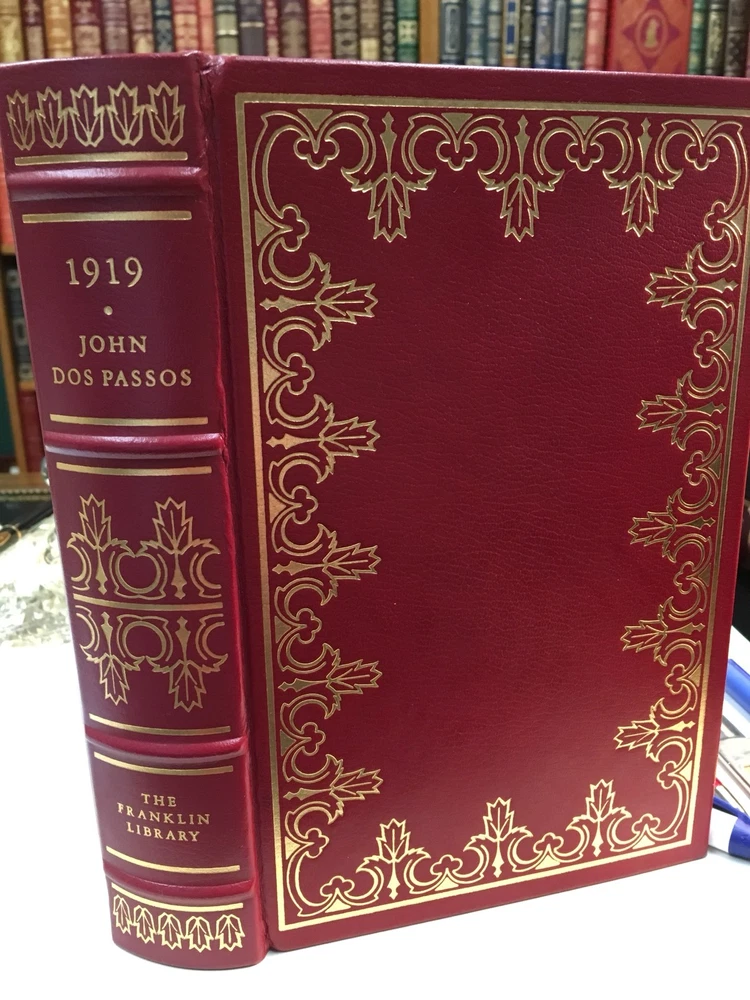 1919
JOHN
DOS PASSOS
THE
FRANKLIN
LIBRARY